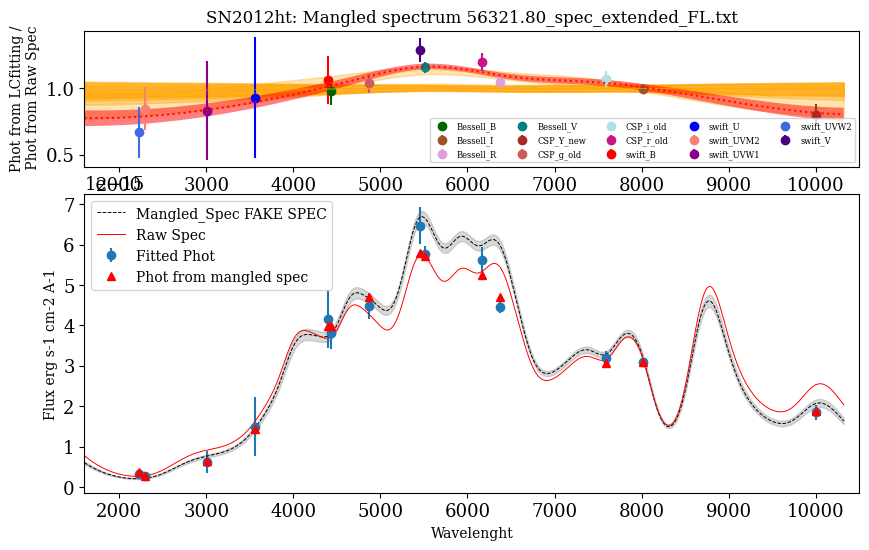 SN2012ht: Mangled spectrum 56321.80_spec_extended_FL.txt
Phot from LCfitting /
Phot from Raw Spec
1.0
0.5
Bessell_B Bessell_V CSP_i_old swift_U swift_UVW2
Bessell_I CSP_Y_new CSP_r_old swift_UVM2 swift_V
Bessell_R CSP_g_old swift_B swift_UVW1
2000 3000 4000 5000 6000 7000 8000 9000 10000
Flux erg s-1 cm-2 A-1
7
6
5
4
3
2
1
0
Mangled_Spec FAKE SPEC
Raw Spec
Fitted Phot
Phot from mangled spec
2000 3000 4000 5000 6000 7000 8000 9000 10000
Wavelenght